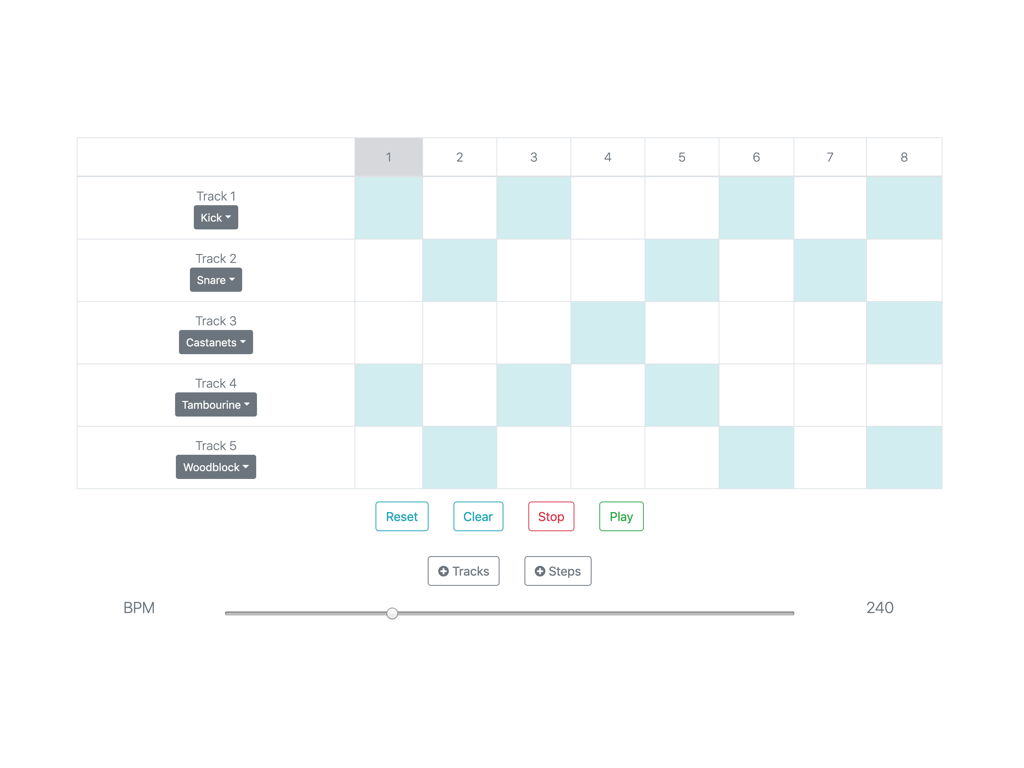 1 2 3 4 5 6 7 8
Track 1
Kick
Track 2
Snare
Track 3
Castanets
Track 4
Tambourine
Track 5
Woodblock
Reset Clear Stop Play
Tracks Steps
BPM 240